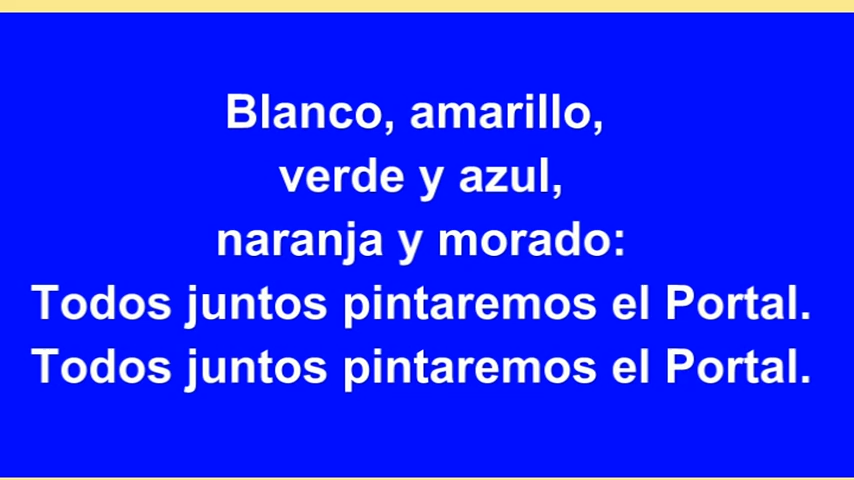 Blanco, amarillo,
verde y azul,
naranja y morado:
Todos juntos pintaremos el Portal.
Todos juntos pintaremos el Portal.